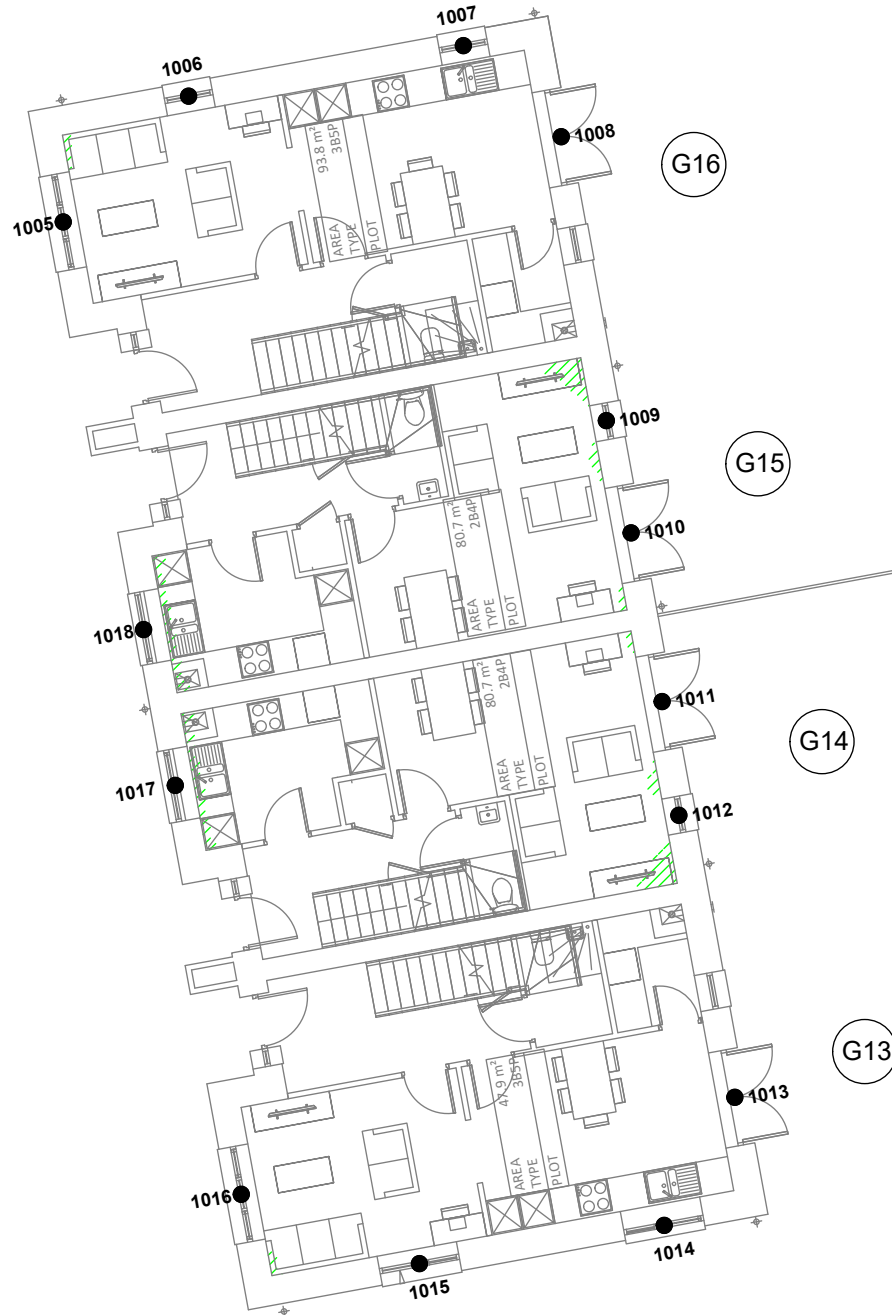 1007
1006
1008
G16
93.8 m²
3B5P
AREA
TYPE
PLOT
1005
1009
G15
80.7 m²
2B4P
AREA
TYPE
PLOT
1010
1018
80.7 m²
2B4P
AREA
TYPE
PLOT
1011
G14
1017
1012
G13
47.9 m²
3B5P
AREA
TYPE
PLOT
1013
1016
1014
1015